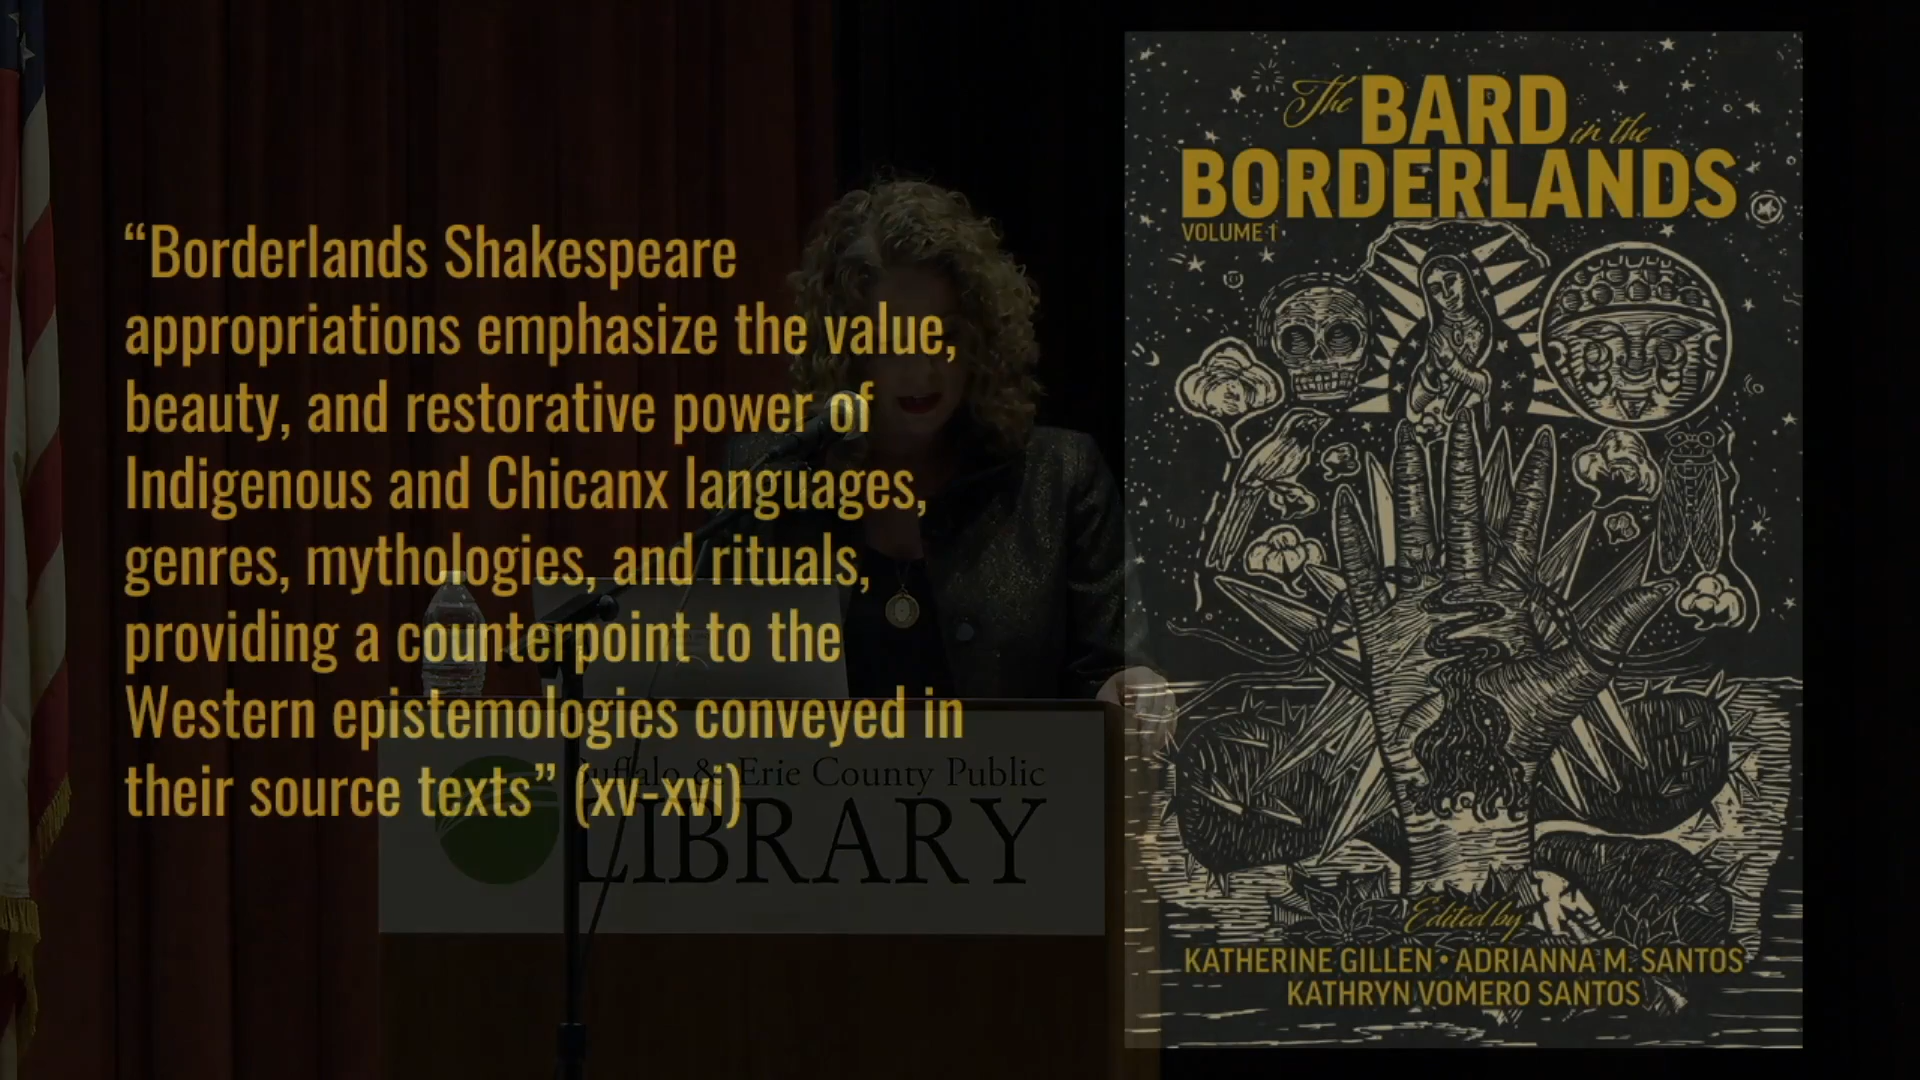 “Borderlands Shakespeare
appropriations emphasize the value,
beauty, and restorative power of
Indigenous and Chicanx languages,
genres, mythologies, and rituals,
providing a counterpoint to the
Western epistemologies conveyed in
their source texts” (xv-xvi)
Buffalo & Erie County Public
LIBRARY
The BARD in the
BORDERLANDS
VOLUME 1
Edited by
KATHERINE GILLEN • ADRIANNA M. SANTOS
KATHRYN VOMERO SANTOS